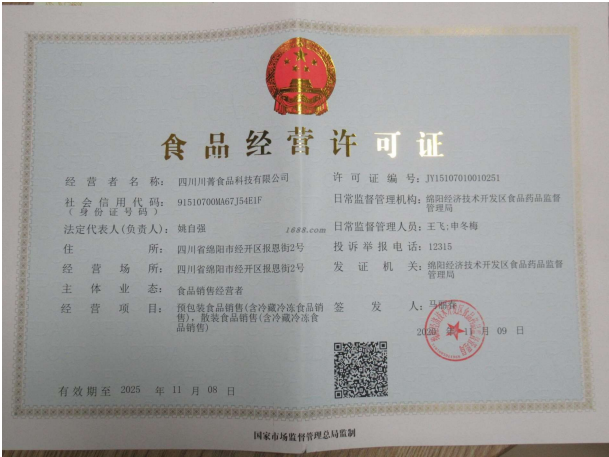 食品经营许可证
经营者名称： 四川川菁食品科技有限公司
社会信用代码： 91510700MA67J54E1F
（身份证号码）
法定代表人(负责人)： 姚自强
住所： 四川省绵阳市经开区报恩街2号
经营场所： 四川省绵阳市经开区报恩街2号
主体业态： 食品销售经营者
经营项目： 预包装食品销售(含冷藏冷冻食品销
售)，散装食品销售(含冷藏冷冻食
品销售)
许可证编号： JY15107010010251
日常监督管理机构： 绵阳经济技术开发区食品药品监督
管理局
日常监督管理人员： 王飞;申冬梅
投诉举报电话： 12315
发证机关： 绵阳经济技术开发区食品药品监督
管理局
签发人：
2020 年 11 月 09 日
有效期至 2025 年 11 月 08 日
国家市场监督管理总局监制
1688.com